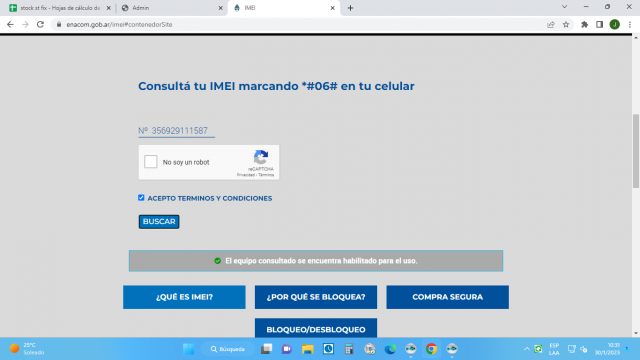 stock st fix - Hojas de cálculo de
Admin
IMEI
enacom.gob.ar/imei#contenedorSite
J
Consultá tu IMEI marcando *#06# en tu celular
Nº 356929111587
No soy un robot
reCAPTCHA
Privacidad - Términos
ACEPTO TERMINOS Y CONDICIONES
BUSCAR
El equipo consultado se encuentra habilitado para el uso.
¿QUÉ ES IMEI?
¿POR QUÉ SE BLOQUEA?
COMPRA SEGURA
BLOQUEO/DESBLOQUEO
25°C
Soleado
Búsqueda
ESP
LAA
10:31
30/1/2023